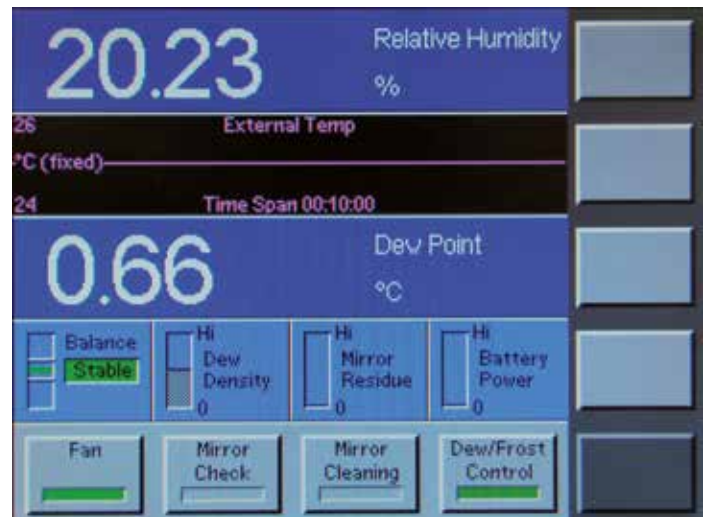 20.23 Relative Humidity
%
26 External Temp
°C (fixed)
24 Time Span 00:10:00
0.66 Dew Point
°C
Balance
Stable
Hi
Dew
Density
0
Hi
Mirror
Residue
0
Hi
Battery
Power
0
Fan
Mirror
Check
Mirror
Cleaning
Dew/Frost
Control